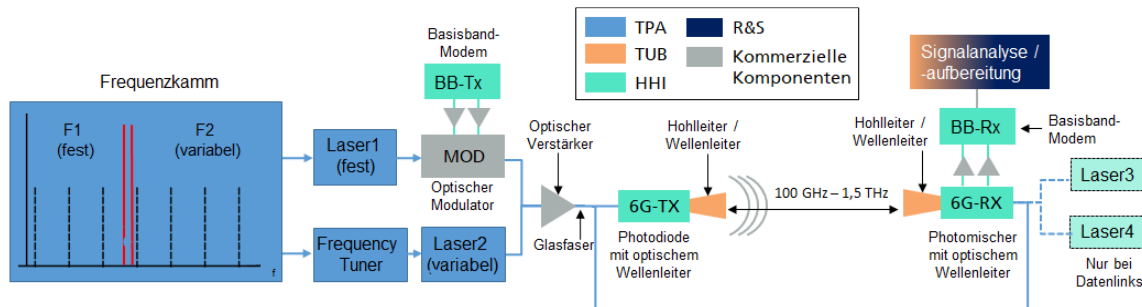 TPA
TUB
HHI
R&S
Kommerzielle
Komponenten
Frequenzkamm
F1
(fest)
F2
(variabel)
f
Laser1
(fest)
Frequency
Tuner
Laser2
(variabel)
Basisband-
Modem
BB-Tx
MOD
Optischer
Modulator
Optischer
Verstärker
Glasfaser
6G-TX
Photodiode
mit optischem
Wellenleiter
Hohlleiter /
Wellenleiter
100 GHz – 1,5 THz
Hohlleiter /
Wellenleiter
Signalanalyse /
-aufbereitung
BB-Rx
Basisband-
Modem
6G-RX
Photomischer
mit optischem
Wellenleiter
Laser3
Laser4
Nur bei
Datenlinks